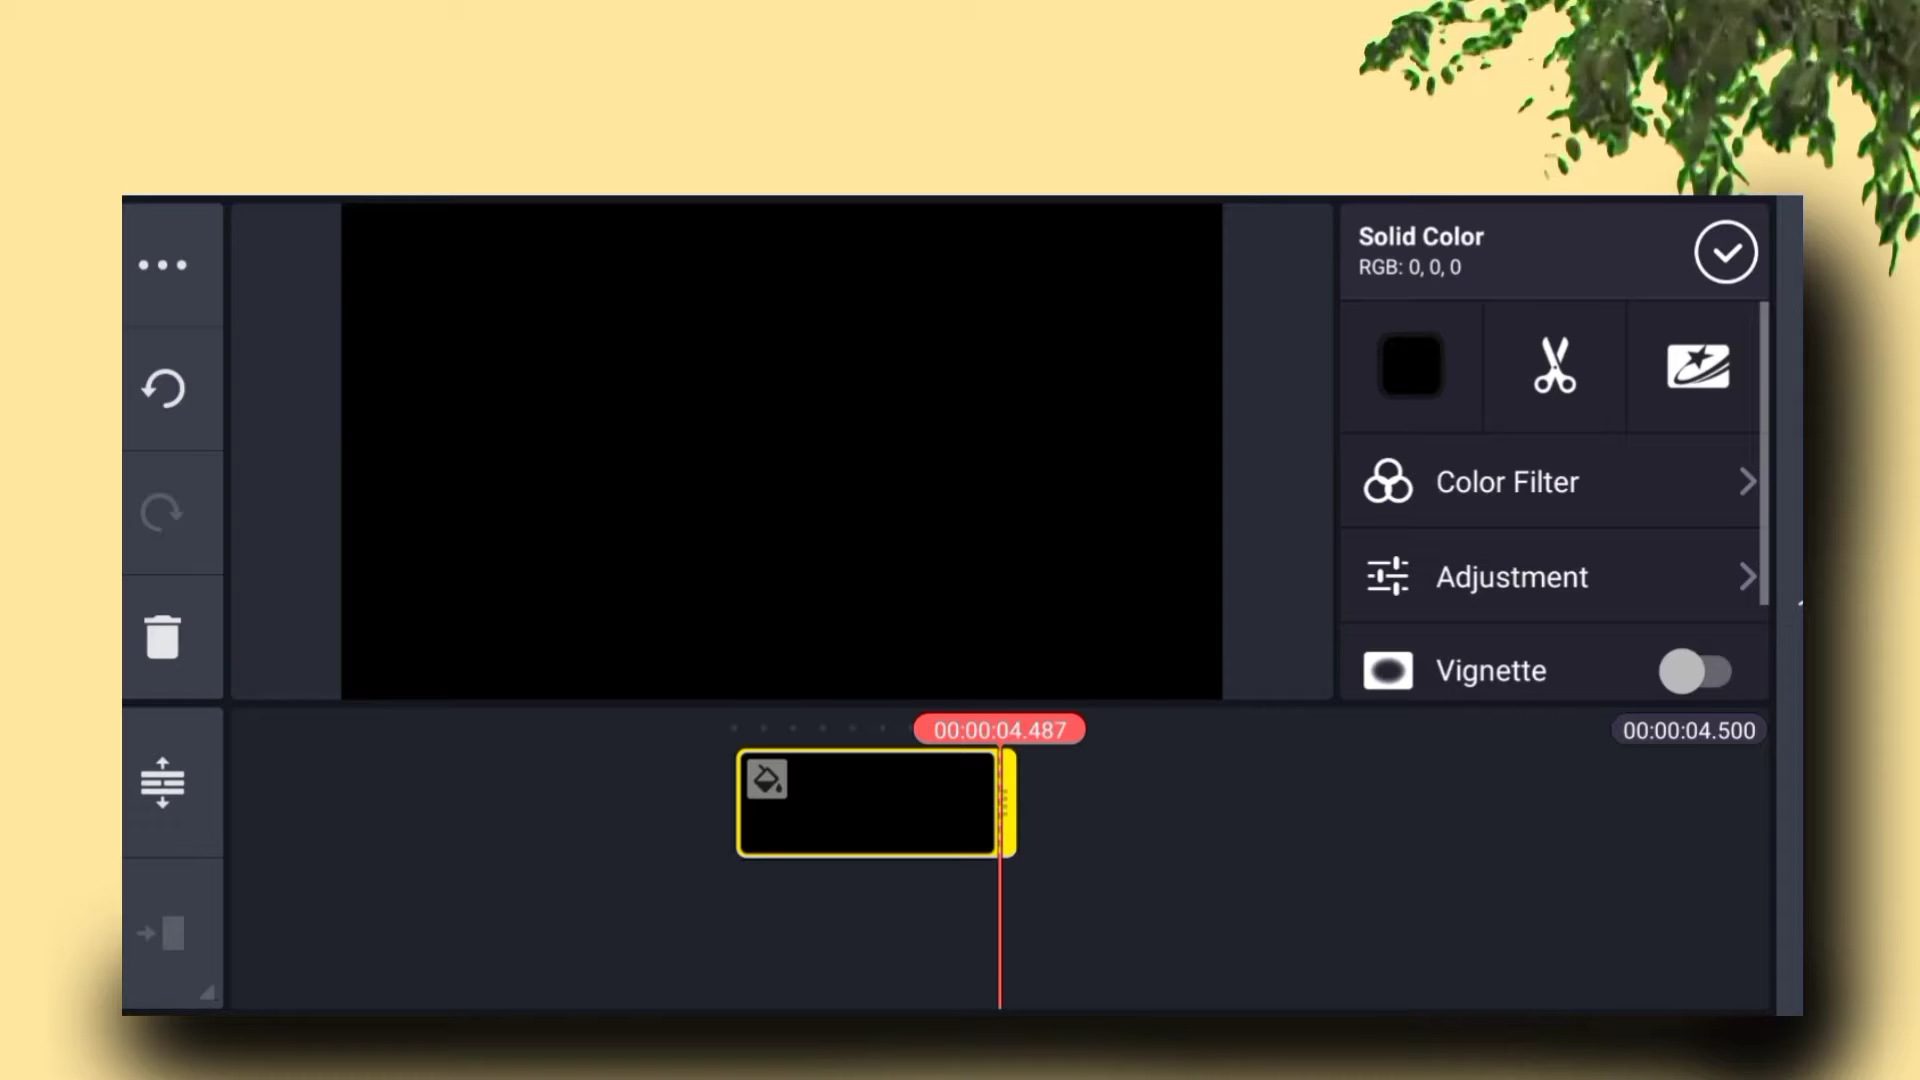 Solid Color
RGB: 0, 0, 0
Color Filter
Adjustment
Vignette
00:00:04.487
00:00:04.500